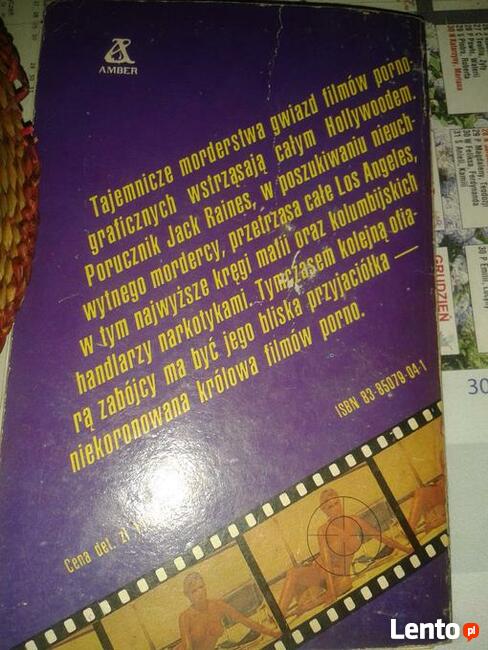 AMBER
Tajemnicze morderstwa gwiazd filmów porno-
graficznych wstrząsają całym Hollywoodem.
Porucznik Jack Raines, w poszukiwaniu nieuch-
wytnego mordercy, przetrząsa całe Los Angeles,
w tym najwyższe kręgi mafii oraz kolumbijskich
handlarzy narkotykami. Tymczasem kolejną ofia-
rą zabójcy ma być jego bliska przyjaciółka —
niekoronowana królowa filmów porno.
ISBN 83-85079-04-1
Cena det. zł
GRUDZIEŃ
30
Lento.pl